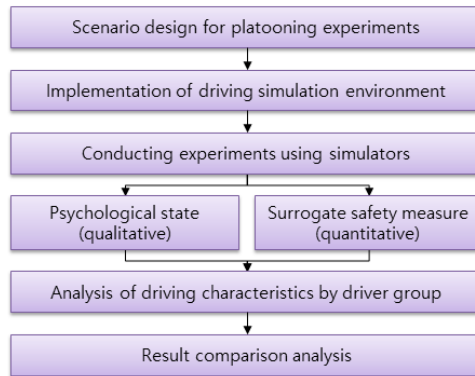 Scenario design for platooning experiments
Implementation of driving simulation environment
Conducting experiments using simulators
Psychological state
(qualitative)
Surrogate safety measure
(quantitative)
Analysis of driving characteristics by driver group
Result comparison analysis